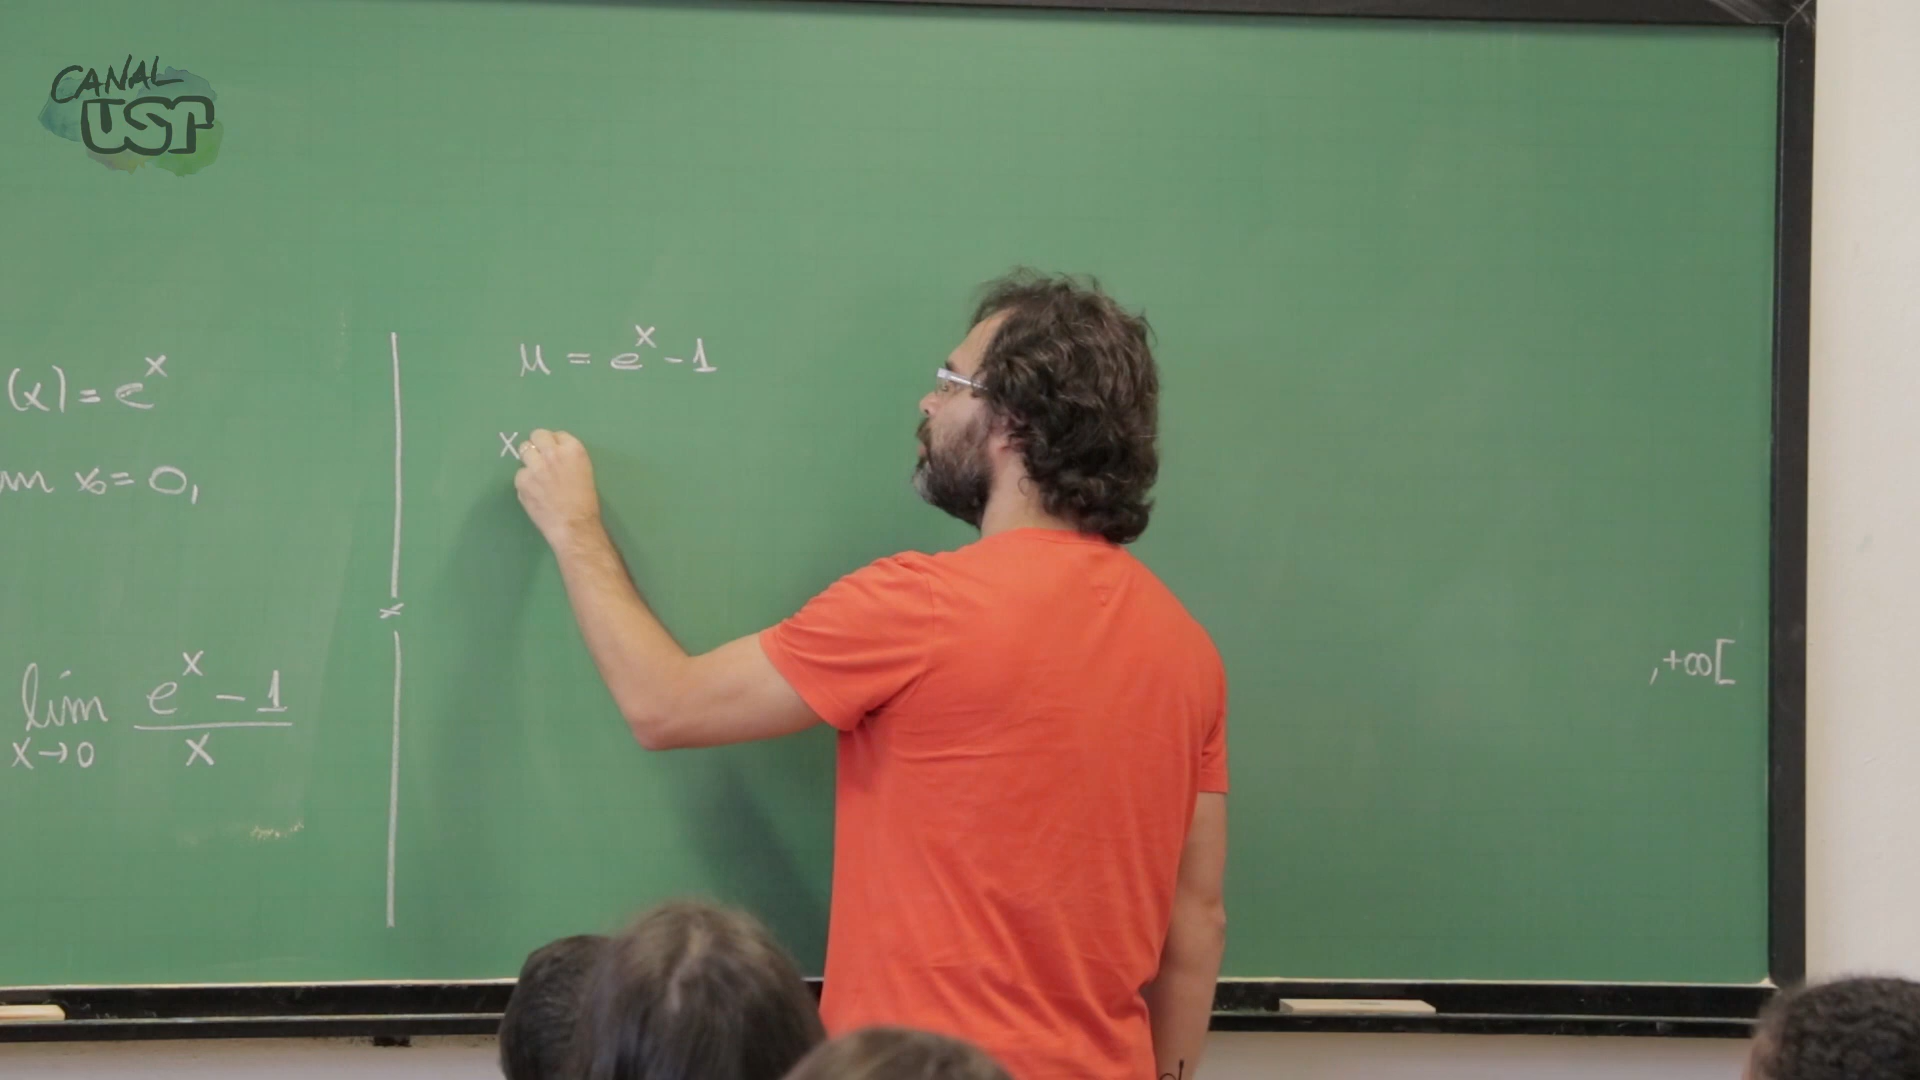 CANAL
USP
(x) = e^x
m x₀ = 0,
lim e^x - 1
x→0 x
x
μ = e^x - 1
x
, +∞[